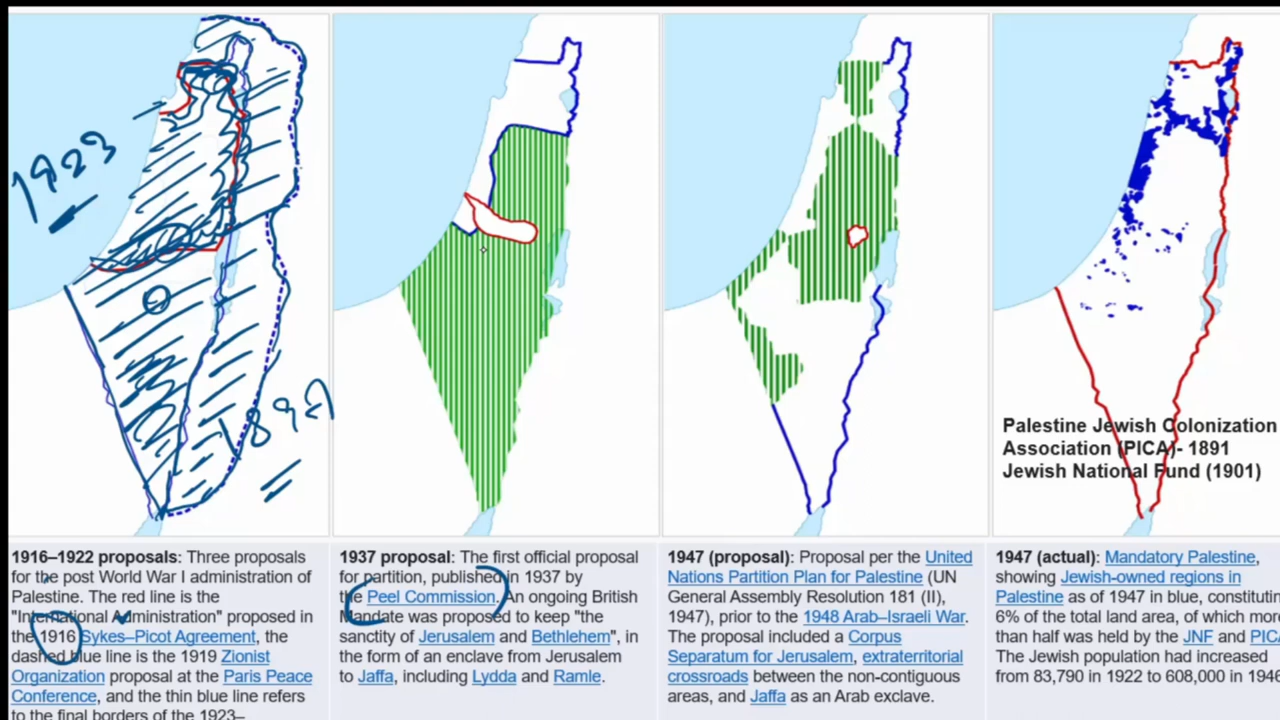 1923
Palestine Jewish Colonization
Association (PICA)- 1891
Jewish National Fund (1901)
1916–1922 proposals: Three proposals
for the post World War I administration of
Palestine. The red line is the
"International Administration" proposed in
the 1916 Sykes–Picot Agreement, the
dashed blue line is the 1919 Zionist
Organization proposal at the Paris Peace
Conference, and the thin blue line refers
to the final borders of the 1923–
1937 proposal: The first official proposal
for partition, published in 1937 by
the Peel Commission. An ongoing British
Mandate was proposed to keep "the
sanctity of Jerusalem and Bethlehem", in
the form of an enclave from Jerusalem
to Jaffa, including Lydda and Ramle.
1947 (proposal): Proposal per the United
Nations Partition Plan for Palestine (UN
General Assembly Resolution 181 (II),
1947), prior to the 1948 Arab–Israeli War.
The proposal included a Corpus
Separatum for Jerusalem, extraterritorial
crossroads between the non-contiguous
areas, and Jaffa as an Arab exclave.
1947 (actual): Mandatory Palestine,
showing Jewish-owned regions in
Palestine as of 1947 in blue, constitutin
6% of the total land area, of which more
than half was held by the JNF and PICA
The Jewish population had increased
from 83,790 in 1922 to 608,000 in 1946